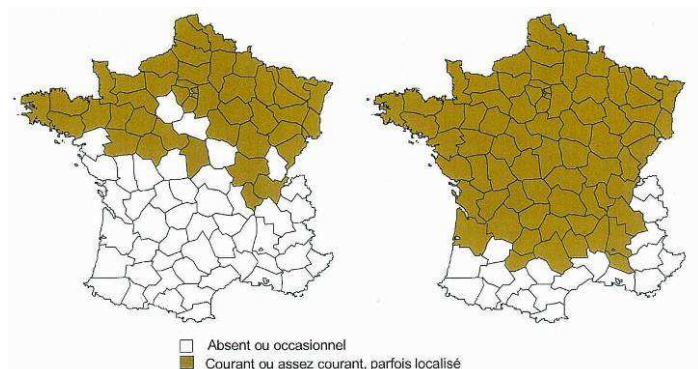 Absent ou occasionnel
Courant ou assez courant, parfois localisé